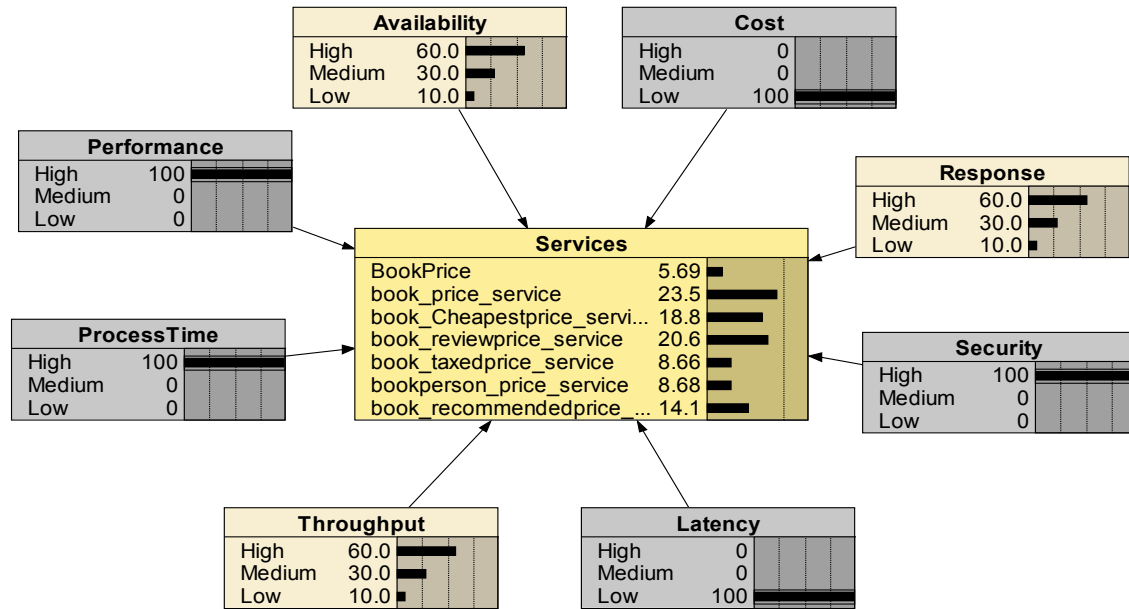 Availability
High 60.0
Medium 30.0
Low 10.0
Cost
High 0
Medium 0
Low 100
Performance
High 100
Medium 0
Low 0
Response
High 60.0
Medium 30.0
Low 10.0
Services
BookPrice 5.69
book_price_service 23.5
book_Cheapestprice_servi... 18.8
book_reviewprice_service 20.6
book_taxedprice_service 8.66
bookperson_price_service 8.68
book_recommendedprice_... 14.1
ProcessTime
High 100
Medium 0
Low 0
Security
High 100
Medium 0
Low 0
Throughput
High 60.0
Medium 30.0
Low 10.0
Latency
High 0
Medium 0
Low 100